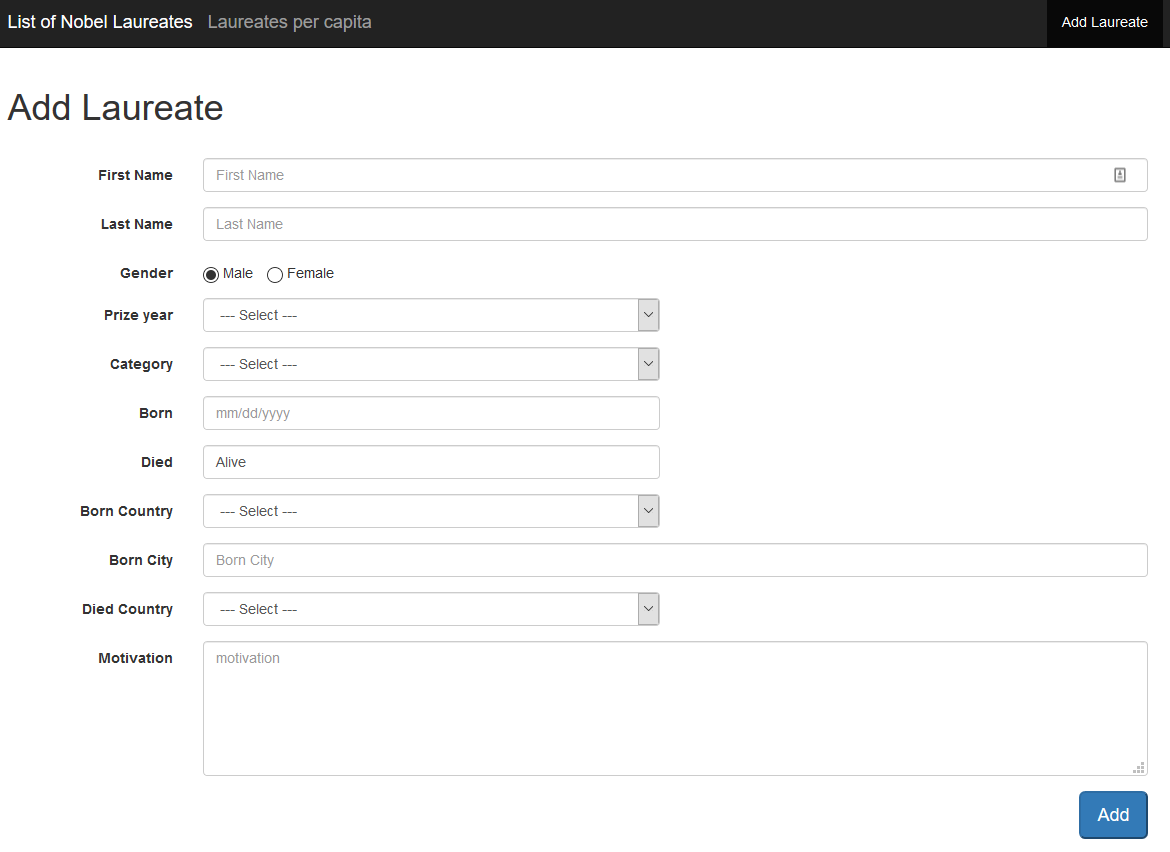 List of Nobel Laureates Laureates per capita Add Laureate
Add Laureate
First Name First Name
Last Name Last Name
Gender Male Female
Prize year --- Select ---
Category --- Select ---
Born mm/dd/yyyy
Died Alive
Born Country --- Select ---
Born City Born City
Died Country --- Select ---
Motivation motivation
Add